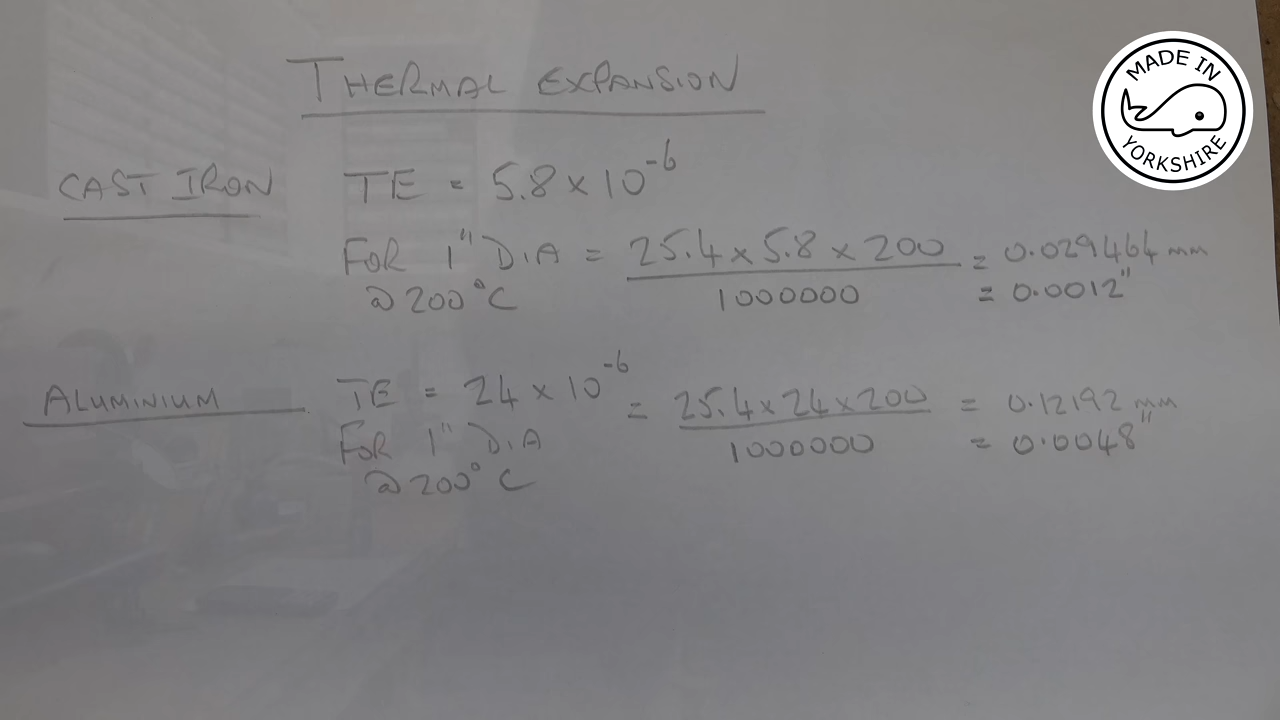 THERMAL EXPANSION
MADE IN
YORKSHIRE
CAST IRON TE = 5.8 x 10⁻⁶
FOR 1" DIA = 25.4 x 5.8 x 200 = 0.029464 mm
@ 200°C 1000000 = 0.0012"
ALUMINIUM TE = 24 x 10⁻⁶ = 25.4 x 24 x 200 = 0.12192 mm
FOR 1" DIA 1000000 = 0.0048"
@ 200° C